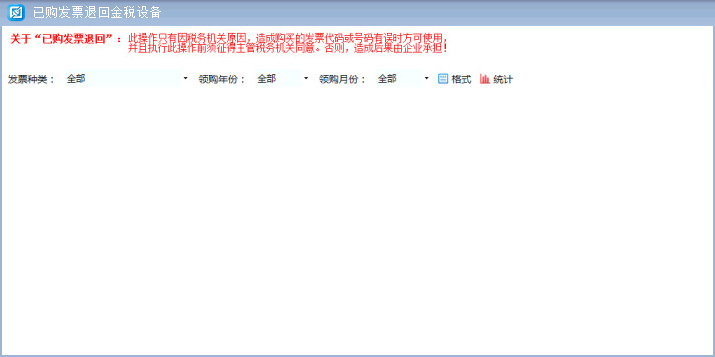 已购发票退回金税设备
关于“已购发票退回”：此操作只有因税务机关原因，造成购买的发票代码或号码有误时方可使用，
并且执行此操作前须征得主管税务机关同意。否则，造成后果由企业承担！
发票种类： 全部 领购年份： 全部 领购月份： 全部 格式 统计